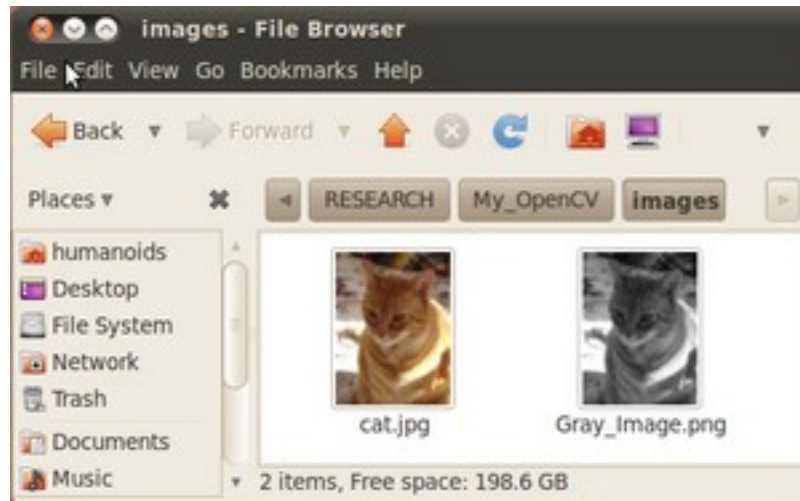 images - File Browser
File Edit View Go Bookmarks Help
Back Forward
Places RESEARCH My_OpenCV images
humanoids
Desktop
File System
Network
Trash
Documents
Music
cat.jpg Gray_Image.png
2 items, Free space: 198.6 GB